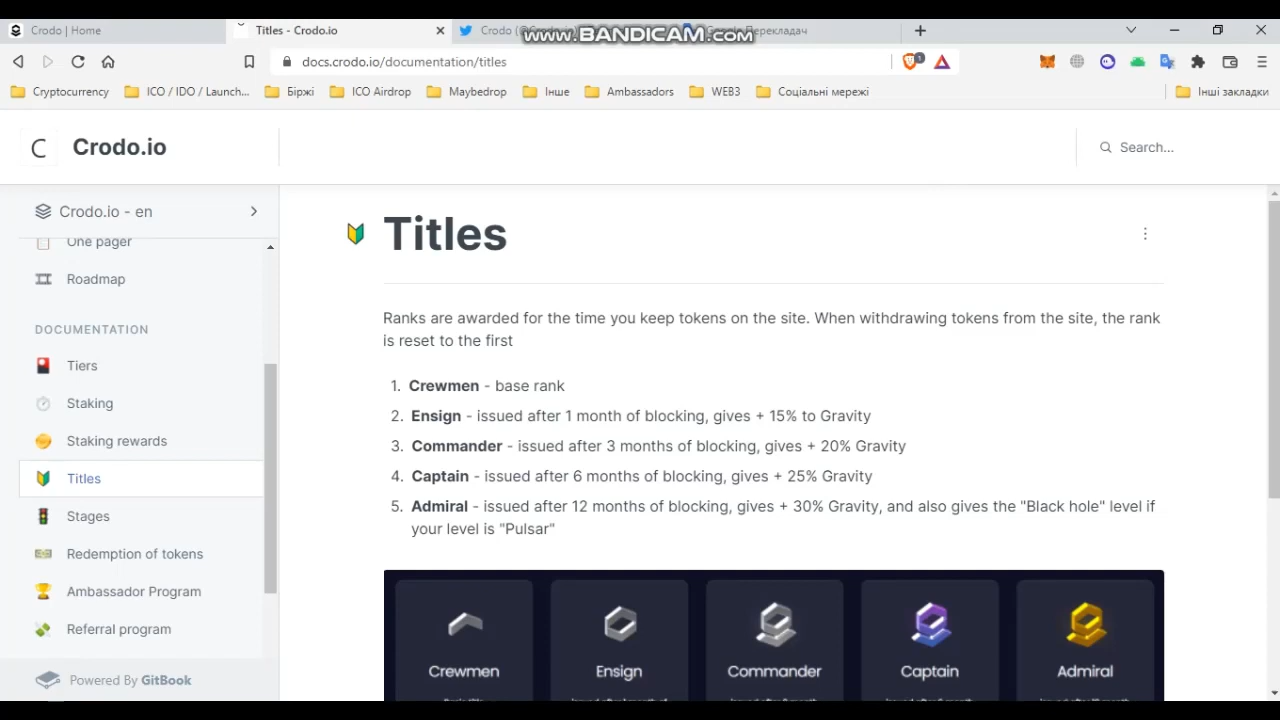 Crodo | Home
Titles - Crodo.io
Crodo
www.BANDICAM.com
Перекладач
docs.crodo.io/documentation/titles
1
Cryptocurrency
ICO / IDO / Launch...
Біржі
ICO Airdrop
Maybedrop
Інше
Ambassadors
WEB3
Соціальні мережі
Інші закладки
C
Crodo.io
Search...
Crodo.io - en
One pager
Roadmap
DOCUMENTATION
Tiers
Staking
Staking rewards
Titles
Stages
Redemption of tokens
Ambassador Program
Referral program
Powered By GitBook
Titles
Ranks are awarded for the time you keep tokens on the site. When withdrawing tokens from the site, the rank
is reset to the first
1. Crewmen - base rank
2. Ensign - issued after 1 month of blocking, gives + 15% to Gravity
3. Commander - issued after 3 months of blocking, gives + 20% Gravity
4. Captain - issued after 6 months of blocking, gives + 25% Gravity
5. Admiral - issued after 12 months of blocking, gives + 30% Gravity, and also gives the "Black hole" level if
your level is "Pulsar"
Crewmen
Ensign
Commander
Captain
Admiral